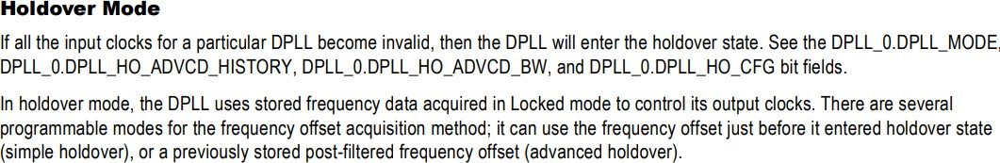 Holdover Mode
If all the input clocks for a particular DPLL become invalid, then the DPLL will enter the holdover state. See the DPLL_0.DPLL_MODE,
DPLL_0.DPLL_HO_ADVCD_HISTORY, DPLL_0.DPLL_HO_ADVCD_BW, and DPLL_0.DPLL_HO_CFG bit fields.
In holdover mode, the DPLL uses stored frequency data acquired in Locked mode to control its output clocks. There are several
programmable modes for the frequency offset acquisition method; it can use the frequency offset just before it entered holdover state
(simple holdover), or a previously stored post-filtered frequency offset (advanced holdover).